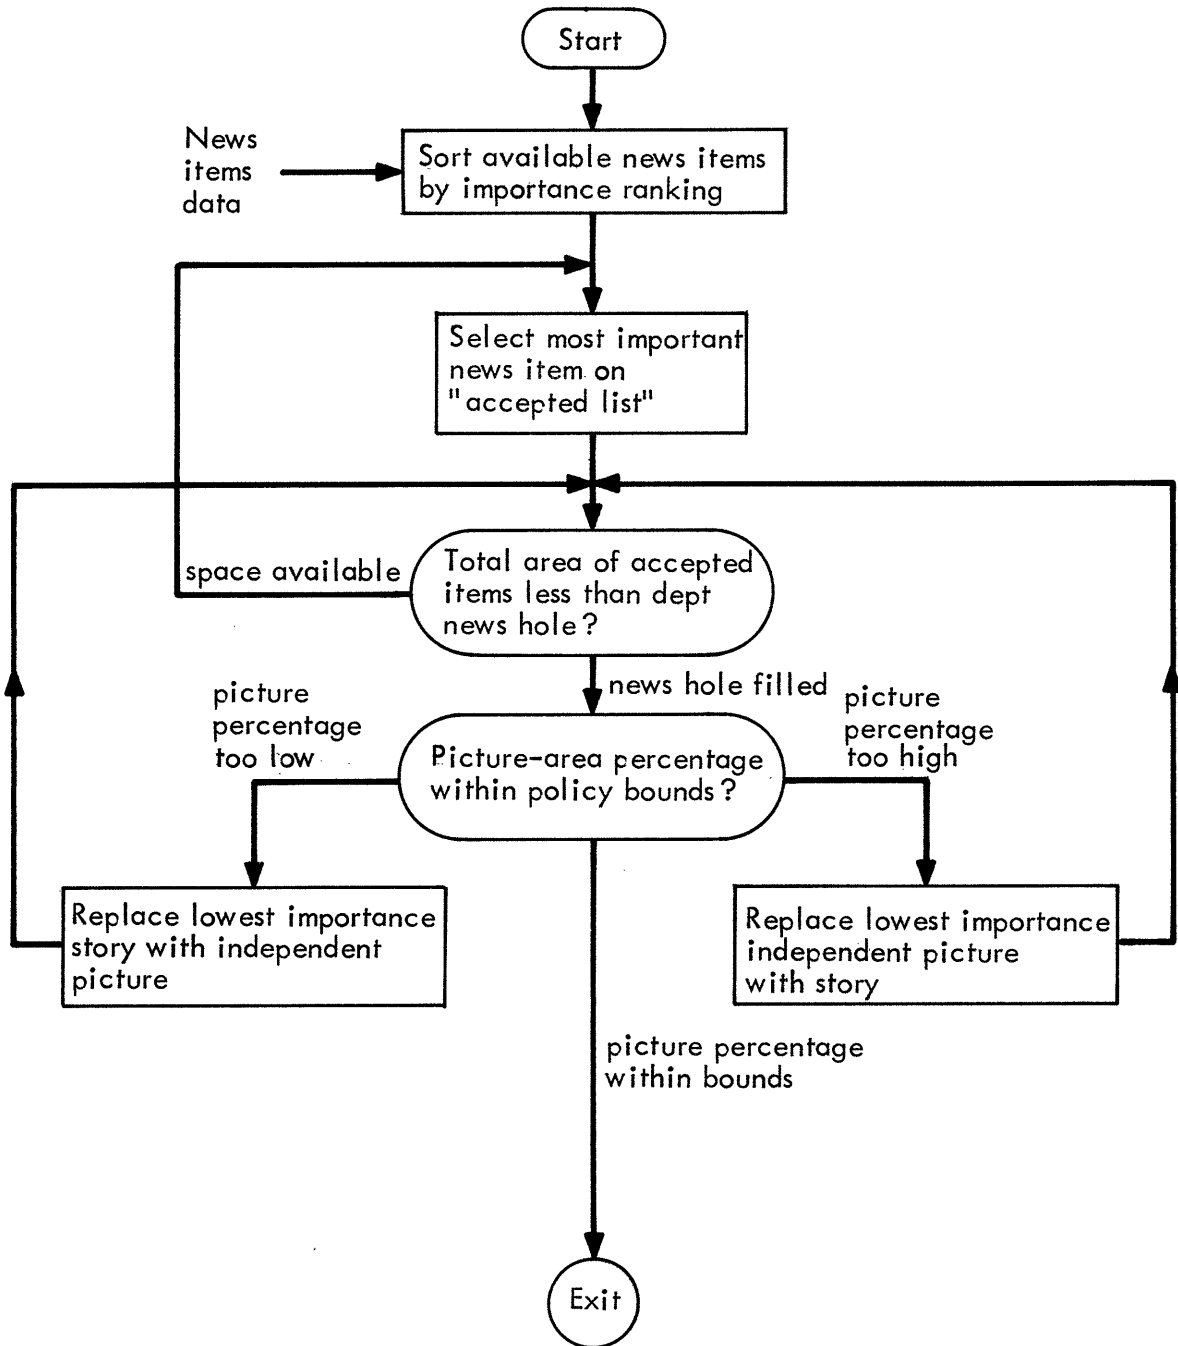 Start
News
items
data
Sort available news items
by importance ranking
Select most important
news item on
"accepted list"
space available
Total area of accepted
items less than dept
news hole?
news hole filled
picture
percentage
too low
picture
percentage
too high
Picture-area percentage
within policy bounds?
Replace lowest importance
story with independent
picture
Replace lowest importance
independent picture
with story
picture percentage
within bounds
Exit